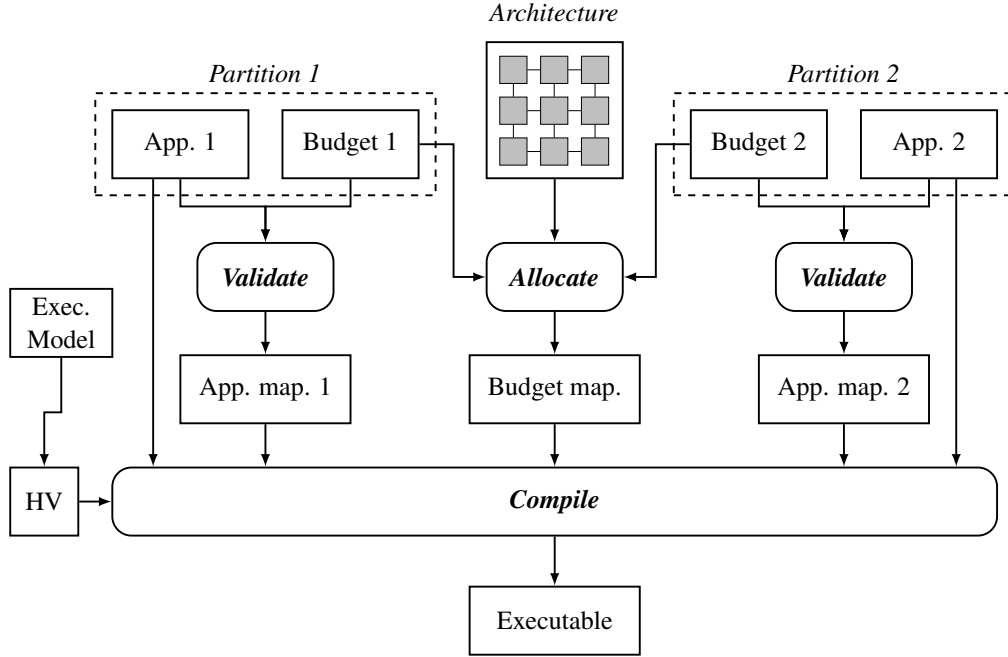 Architecture
Partition 1
Partition 2
App. 1
Budget 1
Budget 2
App. 2
Validate
Allocate
Validate
Exec.
Model
App. map. 1
Budget map.
App. map. 2
HV
Compile
Executable